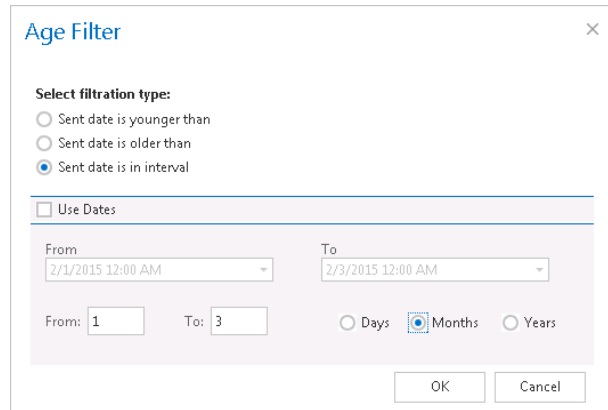 Age Filter
Select filtration type:
Sent date is younger than
Sent date is older than
Sent date is in interval
Use Dates
From To
2/1/2015 12:00 AM 2/3/2015 12:00 AM
From: 1 To: 3 Days Months Years
OK Cancel